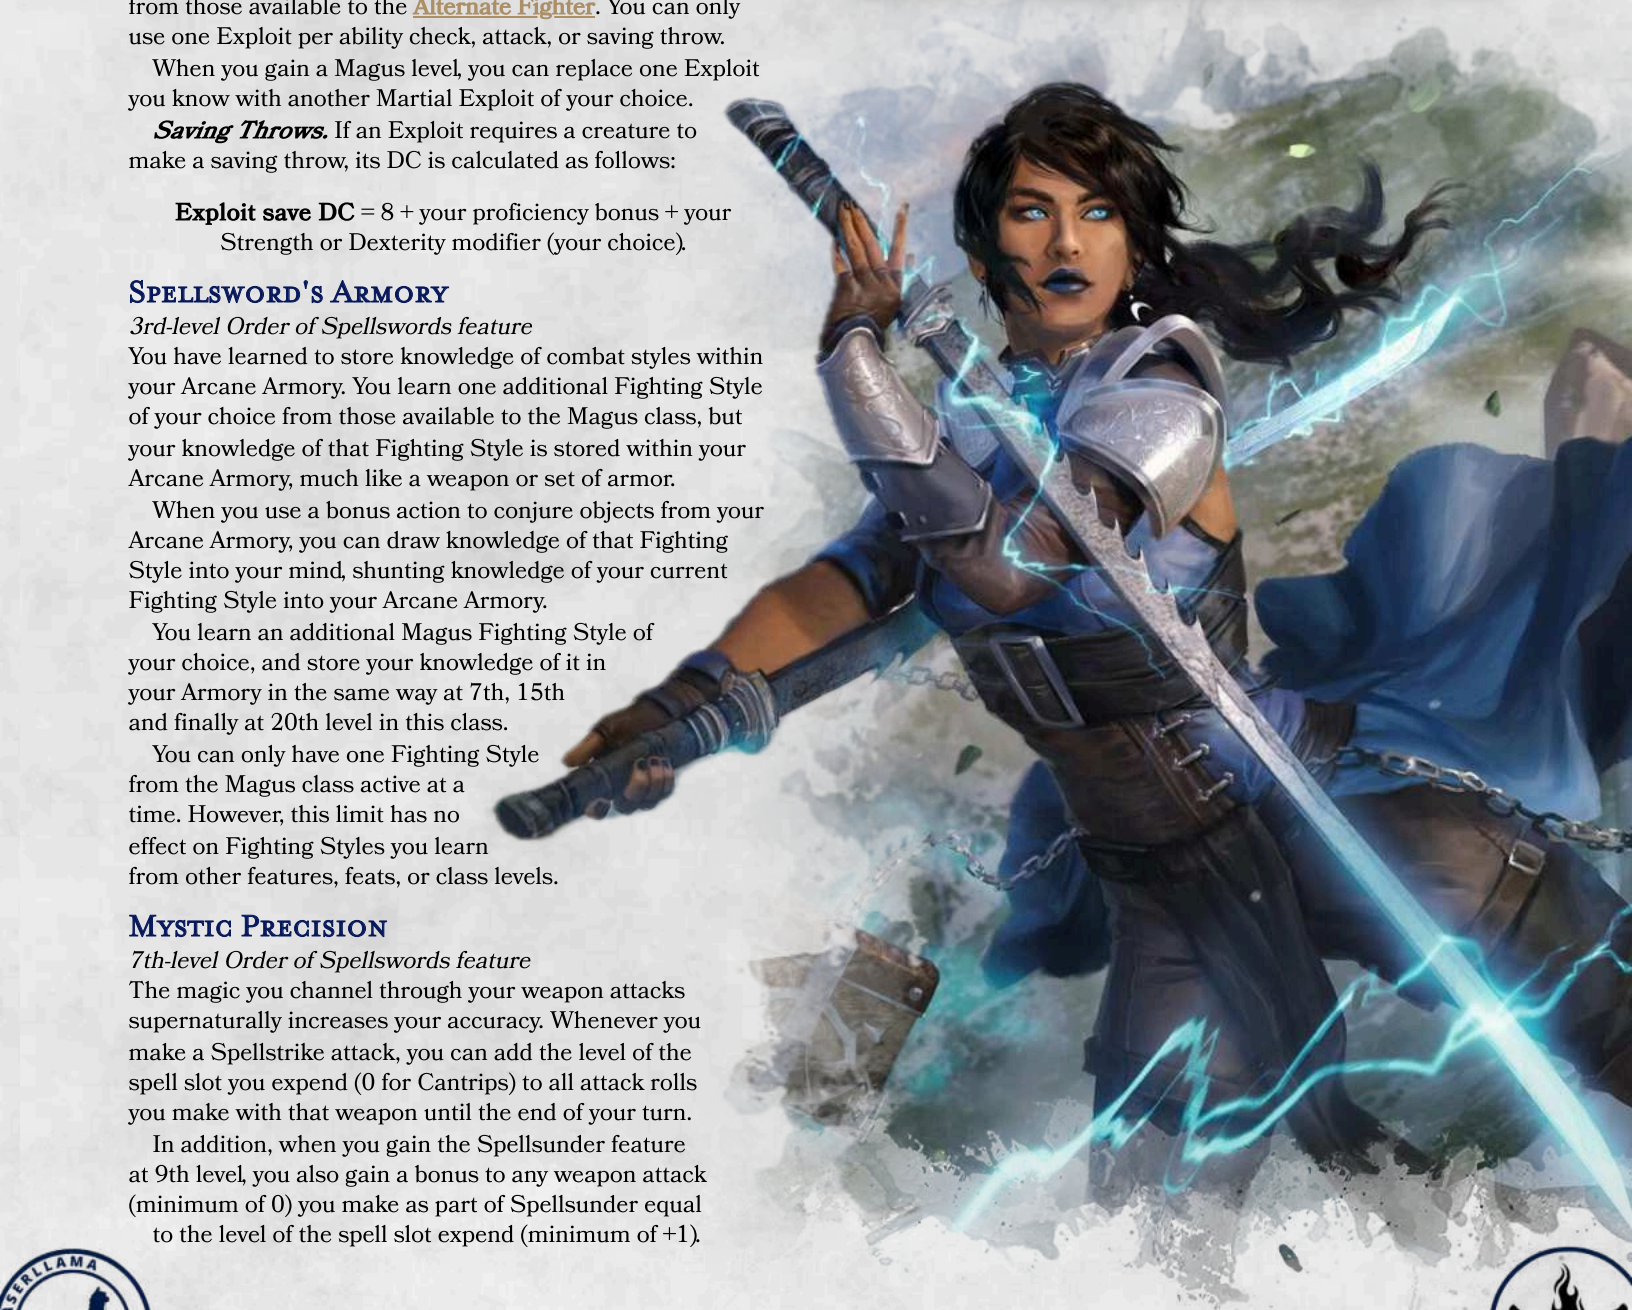 from those available to the Alternate Fighter. You can only
use one Exploit per ability check, attack, or saving throw.
When you gain a Magus level, you can replace one Exploit
you know with another Martial Exploit of your choice.
Saving Throws. If an Exploit requires a creature to
make a saving throw, its DC is calculated as follows:
Exploit save DC = 8 + your proficiency bonus + your
Strength or Dexterity modifier (your choice).
Spellsword's Armory
3rd-level Order of Spellswords feature
You have learned to store knowledge of combat styles within
your Arcane Armory. You learn one additional Fighting Style
of your choice from those available to the Magus class, but
your knowledge of that Fighting Style is stored within your
Arcane Armory, much like a weapon or set of armor.
When you use a bonus action to conjure objects from your
Arcane Armory, you can draw knowledge of that Fighting
Style into your mind, shunting knowledge of your current
Fighting Style into your Arcane Armory.
You learn an additional Magus Fighting Style of
your choice, and store your knowledge of it in
your Armory in the same way at 7th, 15th
and finally at 20th level in this class.
You can only have one Fighting Style
from the Magus class active at a
time. However, this limit has no
effect on Fighting Styles you learn
from other features, feats, or class levels.
Mystic Precision
7th-level Order of Spellswords feature
The magic you channel through your weapon attacks
supernaturally increases your accuracy. Whenever you
make a Spellstrike attack, you can add the level of the
spell slot you expend (0 for Cantrips) to all attack rolls
you make with that weapon until the end of your turn.
In addition, when you gain the Spellsunder feature
at 9th level, you also gain a bonus to any weapon attack
(minimum of 0) you make as part of Spellsunder equal
to the level of the spell slot expend (minimum of +1).